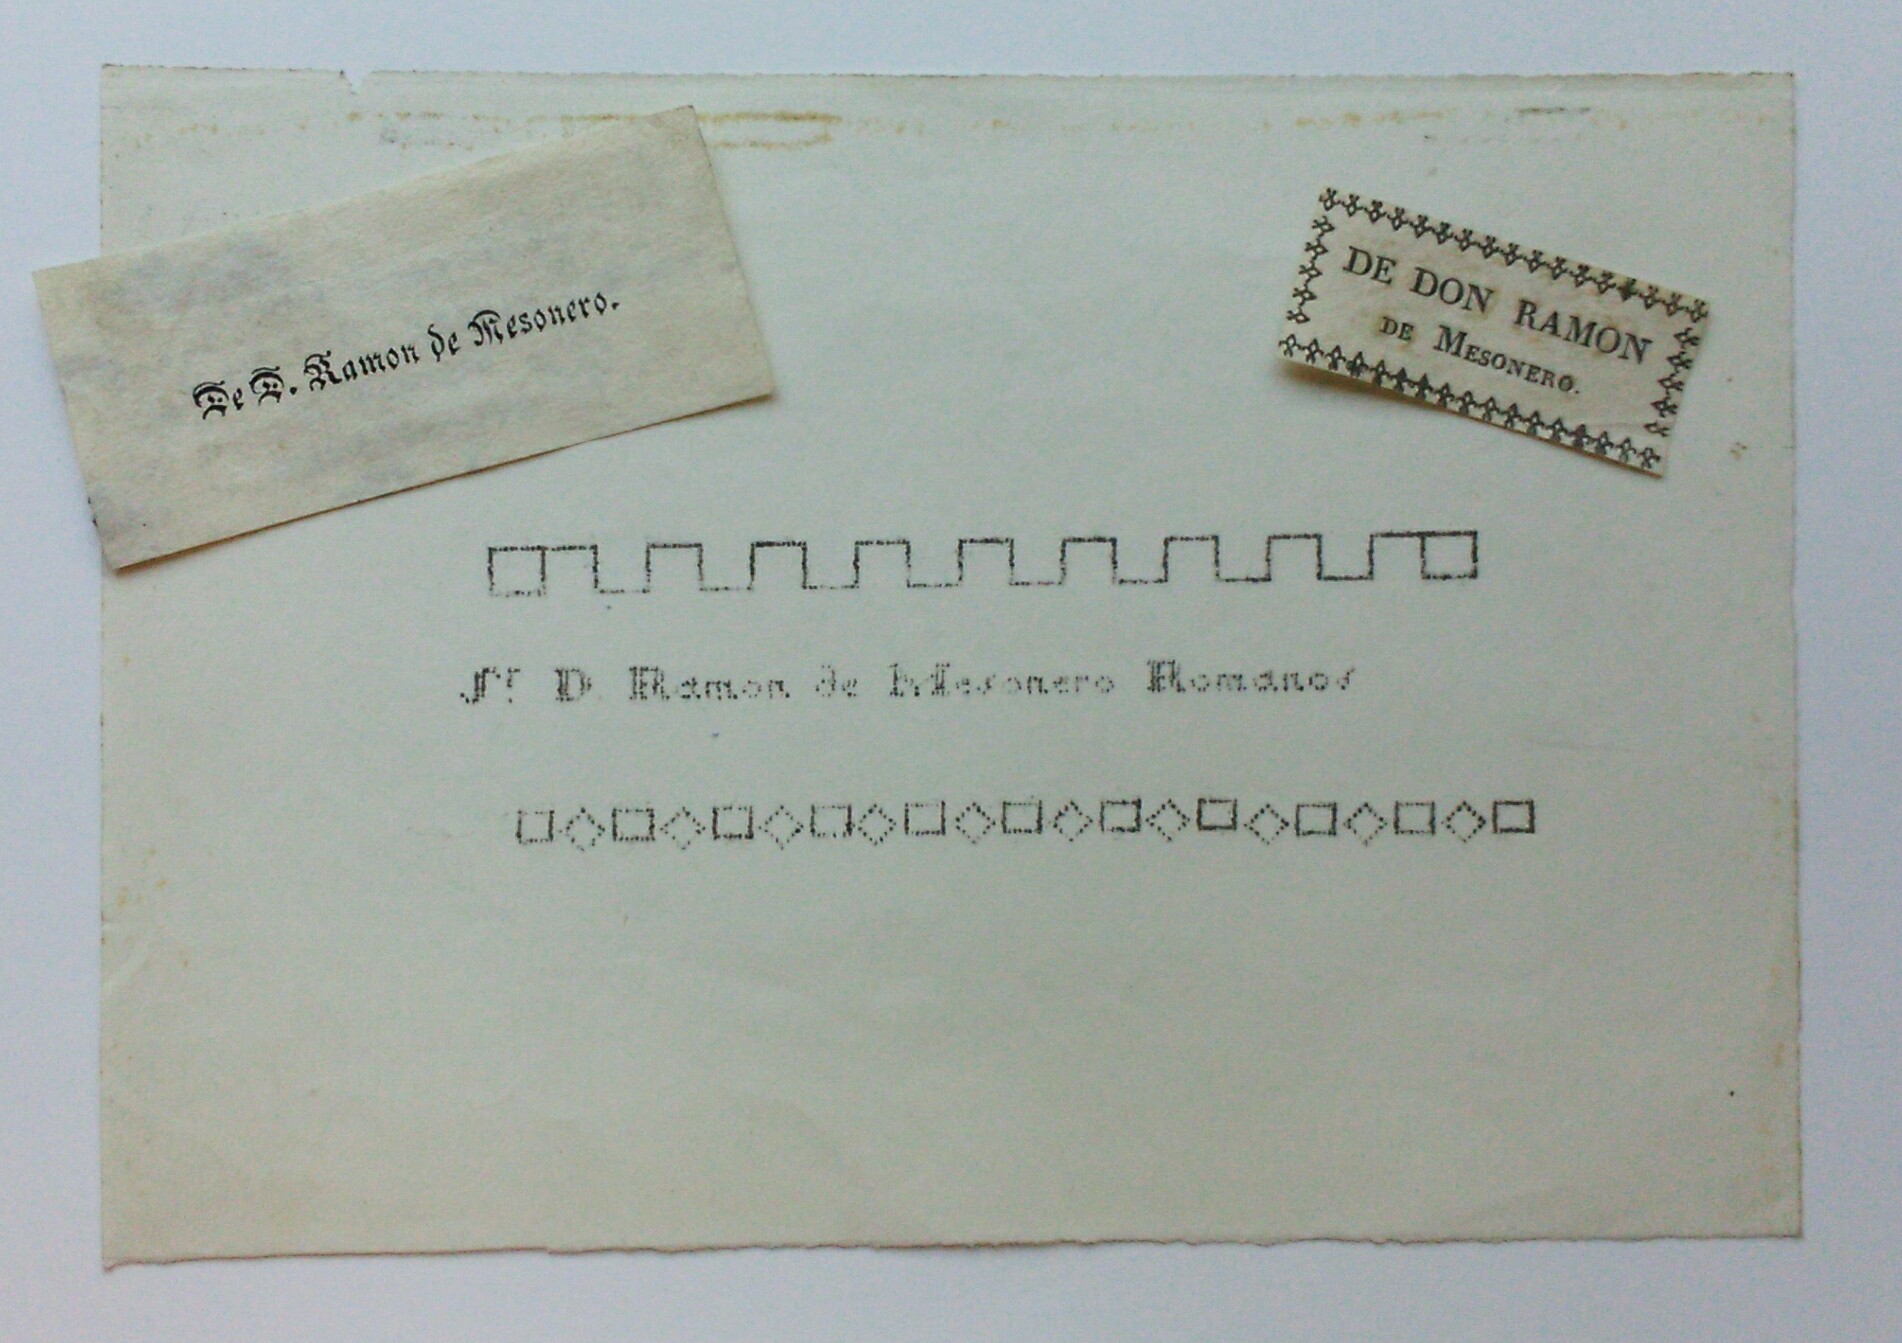 De D. Ramon de Mesonero.
DE DON RAMON
DE MESONERO.
Sr D. Ramon de Mesonero Romanos